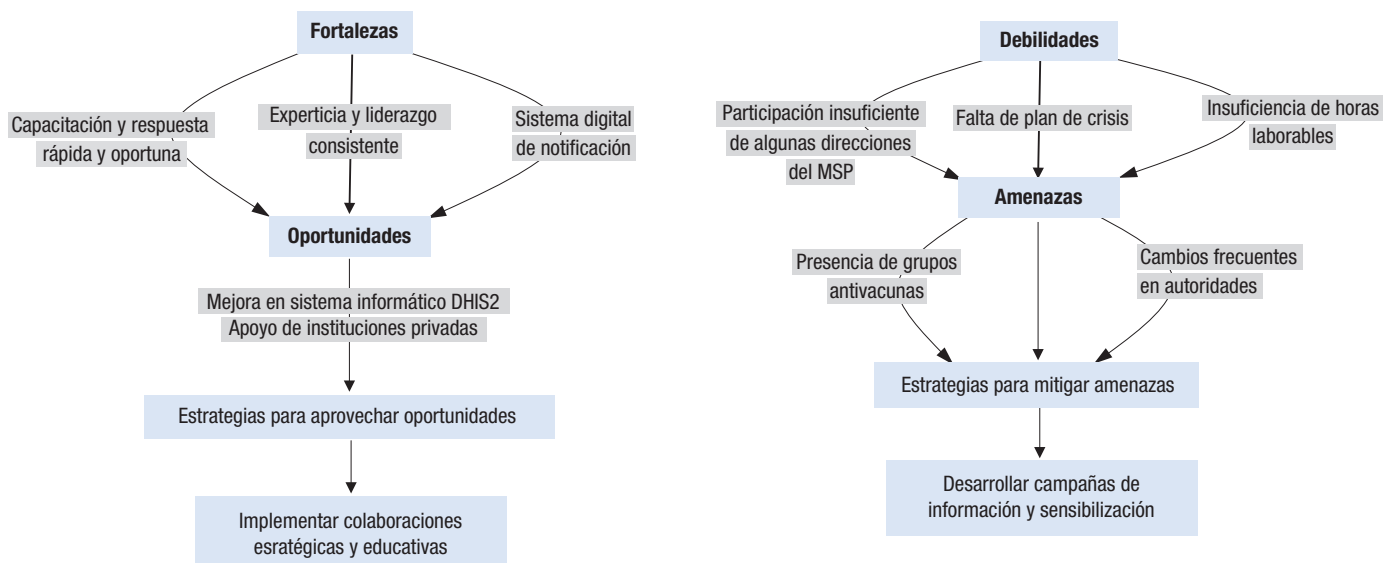 Fortalezas
Capacitación y respuesta
rápida y oportuna
Experticia y liderazgo
consistente
Sistema digital
de notificación
Oportunidades
Mejora en sistema informático DHIS2
Apoyo de instituciones privadas
Estrategias para aprovechar oportunidades
Implementar colaboraciones
esratégicas y educativas
Debilidades
Participación insuficiente
de algunas direcciones
del MSP
Falta de plan de crisis
Insuficiencia de horas
laborables
Amenazas
Presencia de grupos
antivacunas
Cambios frecuentes
en autoridades
Estrategias para mitigar amenazas
Desarrollar campañas de
información y sensibilización